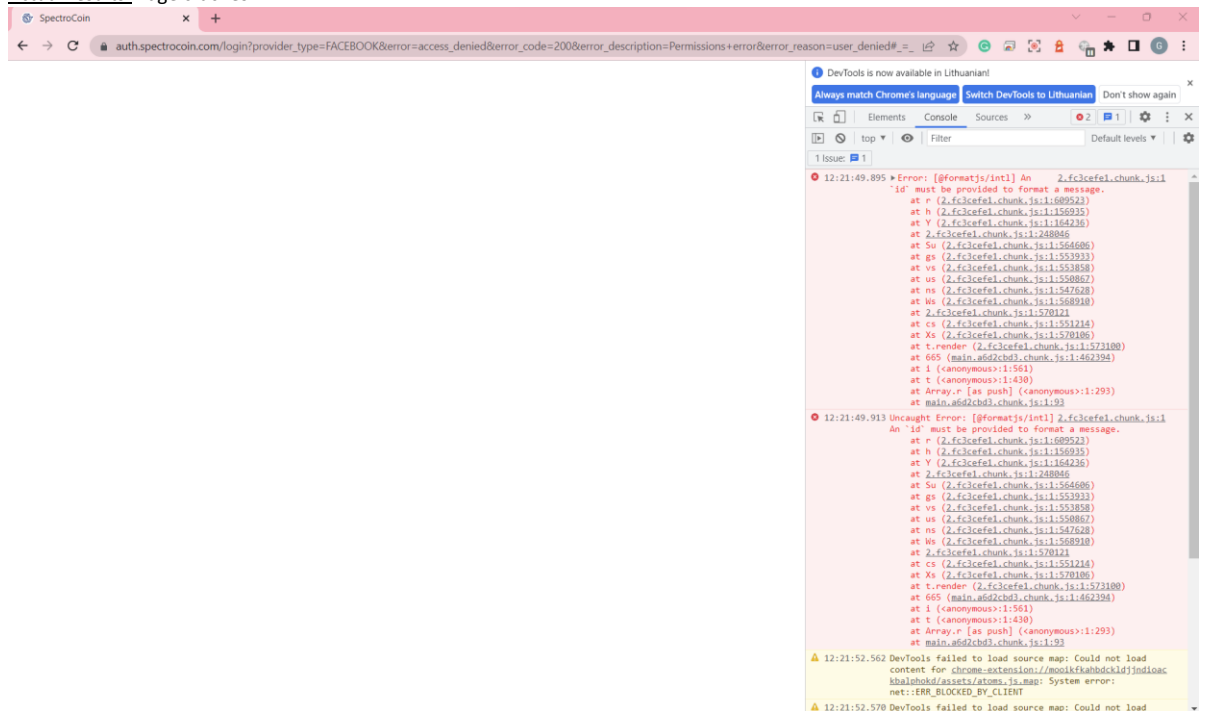 SpectroCoin
auth.spectrocoin.com/login?provider_type=FACEBOOK&error=access_denied&error_code=200&error_description=Permissions+error&error_reason=user_denied#_=_
G
DevTools is now available in Lithuanian!
Always match Chrome's language Switch DevTools to Lithuanian Don't show again
Elements Console Sources 2 1
top Filter Default levels
1 Issue: 1
12:21:49.895 Error: [@formatjs/intl] An 2.fc3cefe1.chunk.js:1
`id` must be provided to format a message.
at r (2.fc3cefe1.chunk.js:1:609523)
at h (2.fc3cefe1.chunk.js:1:156935)
at Y (2.fc3cefe1.chunk.js:1:164236)
at 2.fc3cefe1.chunk.js:1:248046
at Su (2.fc3cefe1.chunk.js:1:564606)
at gs (2.fc3cefe1.chunk.js:1:553933)
at vs (2.fc3cefe1.chunk.js:1:553858)
at us (2.fc3cefe1.chunk.js:1:550867)
at ns (2.fc3cefe1.chunk.js:1:547628)
at Ws (2.fc3cefe1.chunk.js:1:568910)
at 2.fc3cefe1.chunk.js:1:570121
at cs (2.fc3cefe1.chunk.js:1:551214)
at Xs (2.fc3cefe1.chunk.js:1:570106)
at t.render (2.fc3cefe1.chunk.js:1:573100)
at 665 (main.a6d2cbd3.chunk.js:1:462394)
at i (<anonymous>:1:561)
at t (<anonymous>:1:430)
at Array.r [as push] (<anonymous>:1:293)
at main.a6d2cbd3.chunk.js:1:93
12:21:49.913 Uncaught Error: [@formatjs/intl] 2.fc3cefe1.chunk.js:1
An `id` must be provided to format a message.
at r (2.fc3cefe1.chunk.js:1:609523)
at h (2.fc3cefe1.chunk.js:1:156935)
at Y (2.fc3cefe1.chunk.js:1:164236)
at 2.fc3cefe1.chunk.js:1:248046
at Su (2.fc3cefe1.chunk.js:1:564606)
at gs (2.fc3cefe1.chunk.js:1:553933)
at vs (2.fc3cefe1.chunk.js:1:553858)
at us (2.fc3cefe1.chunk.js:1:550867)
at ns (2.fc3cefe1.chunk.js:1:547628)
at Ws (2.fc3cefe1.chunk.js:1:568910)
at 2.fc3cefe1.chunk.js:1:570121
at cs (2.fc3cefe1.chunk.js:1:551214)
at Xs (2.fc3cefe1.chunk.js:1:570106)
at t.render (2.fc3cefe1.chunk.js:1:573100)
at 665 (main.a6d2cbd3.chunk.js:1:462394)
at i (<anonymous>:1:561)
at t (<anonymous>:1:430)
at Array.r [as push] (<anonymous>:1:293)
at main.a6d2cbd3.chunk.js:1:93
12:21:52.562 DevTools failed to load source map: Could not load
content for chrome-extension://mooikfkahbdckldjjndioac
kbalphokd/assets/atoms.js.map: System error:
net::ERR_BLOCKED_BY_CLIENT
12:21:52.570 DevTools failed to load source map: Could not load